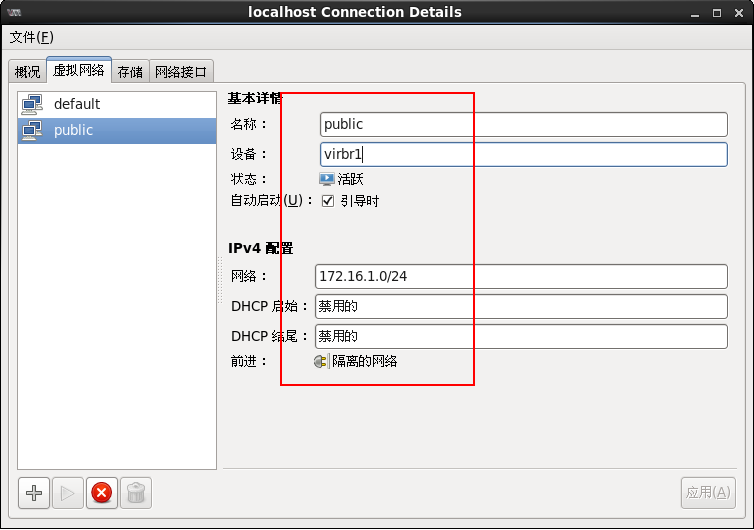 localhost Connection Details
文件(F)
概况 虚拟网络 存储 网络接口
default
public
基本详情
名称： public
设备： virbr1
状态： 活跃
自动启动(U)： 引导时
IPv4 配置
网络： 172.16.1.0/24
DHCP 启始： 禁用的
DHCP 结尾： 禁用的
前进： 隔离的网络
应用(A)